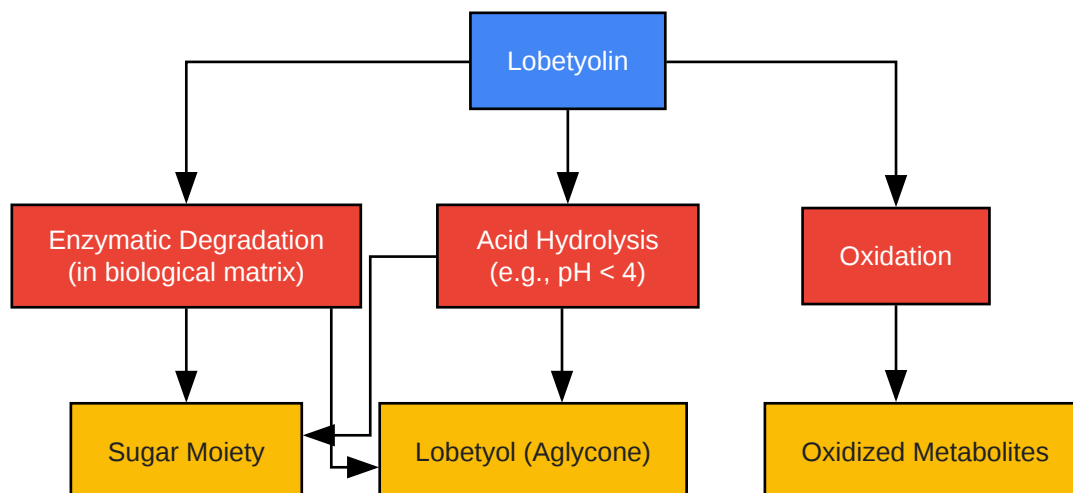 Lobetyolin
Enzymatic Degradation
(in biological matrix)
Acid Hydrolysis
(e.g., pH < 4)
Oxidation
Sugar Moiety
Lobetyol (Aglycone)
Oxidized Metabolites